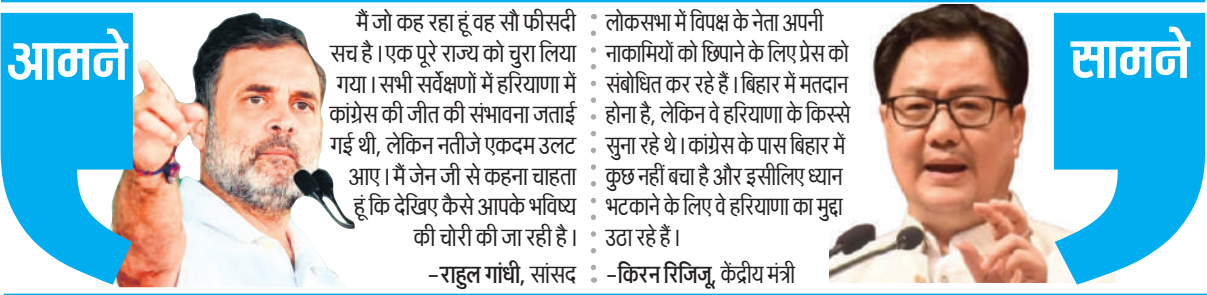 आमने
मैं जो कह रहा हूं वह सौ फीसदी
सच है। एक पूरे राज्य को चुरा लिया
गया। सभी सर्वेक्षणों में हरियाणा में
कांग्रेस की जीत की संभावना जताई
गई थी, लेकिन नतीजे एकदम उलट
आए। मैं जेन जी से कहना चाहता
हूं कि देखिए कैसे आपके भविष्य
की चोरी की जा रही है।
-राहुल गांधी, सांसद
लोकसभा में विपक्ष के नेता अपनी
नाकामियों को छिपाने के लिए प्रेस को
संबोधित कर रहे हैं। बिहार में मतदान
होना है, लेकिन वे हरियाणा के किस्से
सुना रहे थे। कांग्रेस के पास बिहार में
कुछ नहीं बचा है और इसीलिए ध्यान
भटकाने के लिए वे हरियाणा का मुद्दा
उठा रहे हैं।
-किरन रिजिजू, केंद्रीय मंत्री
सामने